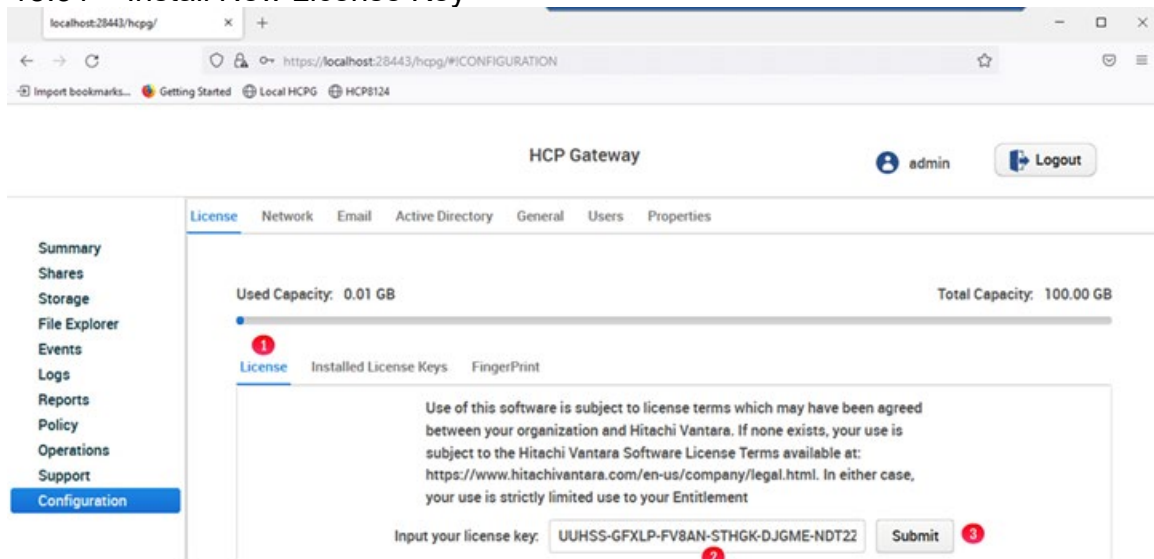 Install New License Key
localhost:28443/hcpg/
https://localhost:28443/hcpg/#!CONFIGURATION
Import bookmarks... Getting Started Local HCPG HCP8124
HCP Gateway
admin
Logout
License Network Email Active Directory General Users Properties
Summary
Shares
Storage
File Explorer
Events
Logs
Reports
Policy
Operations
Support
Configuration
Used Capacity: 0.01 GB Total Capacity: 100.00 GB
1
License Installed License Keys FingerPrint
Use of this software is subject to license terms which may have been agreed
between your organization and Hitachi Vantara. If none exists, your use is
subject to the Hitachi Vantara Software License Terms available at:
https://www.hitachivantara.com/en-us/company/legal.html. In either case,
your use is strictly limited use to your Entitlement
Input your license key: UUHSS-GFXLP-FV8AN-STHGK-DJGME-NDT2Z Submit 3
2